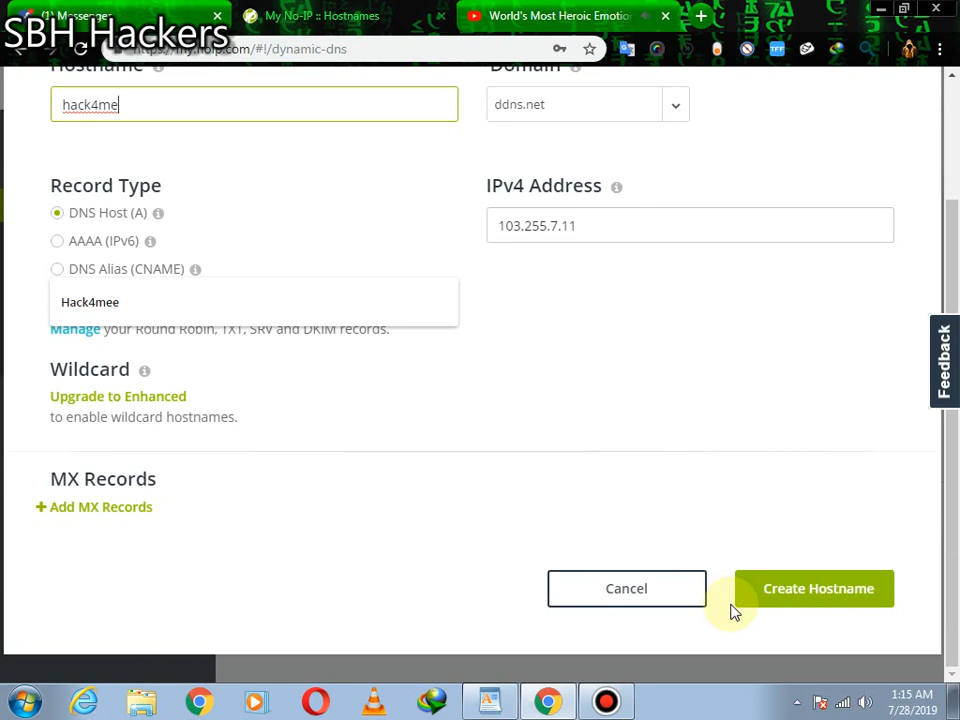 (1) Messenger
My No-IP :: Hostnames
World's Most Heroic Emotio
SBH Hackers
https://my.noip.com/#!/dynamic-dns
TFF
Hostname
Domain
hack4me
ddns.net
Record Type
IPv4 Address
DNS Host (A)
103.255.7.11
AAAA (IPv6)
DNS Alias (CNAME)
Hack4mee
Manage your Round Robin, TXT, SRV and DKIM records.
Feedback
Wildcard
Upgrade to Enhanced
to enable wildcard hostnames.
MX Records
+ Add MX Records
Cancel
Create Hostname
1:15 AM
7/28/2019